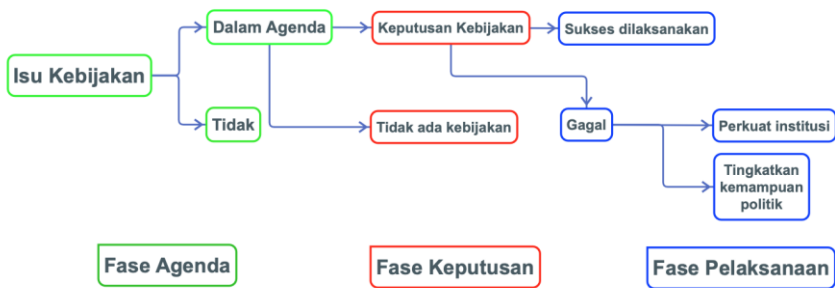 Isu Kebijakan
Dalam Agenda
Keputusan Kebijakan
Sukses dilaksanakan
Tidak
Tidak ada kebijakan
Gagal
Perkuat institusi
Tingkatkan
kemampuan
politik
Fase Agenda
Fase Keputusan
Fase Pelaksanaan